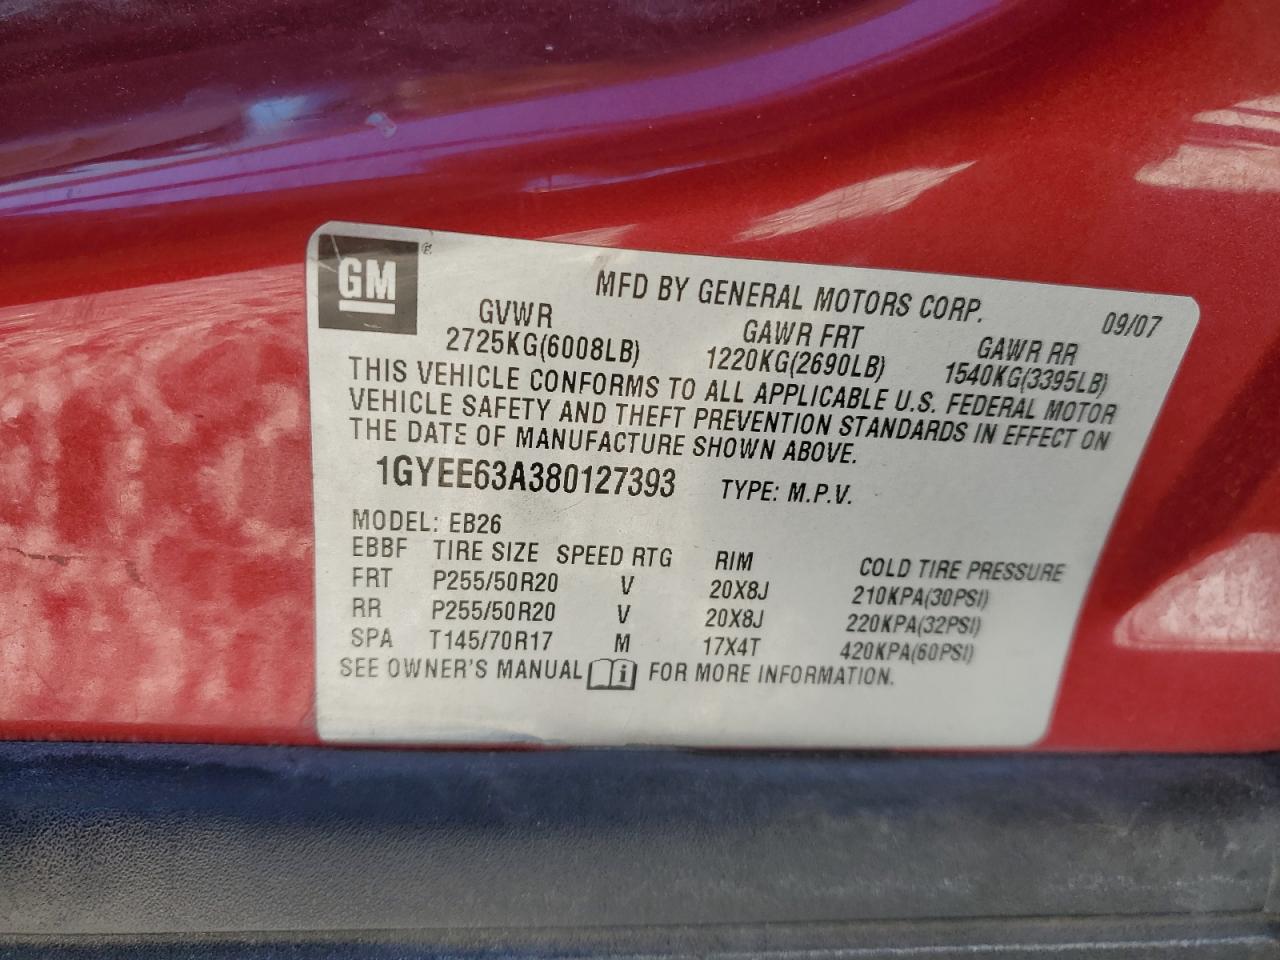 GM ®
MFD BY GENERAL MOTORS CORP. 09/07
GVWR GAWR FRT GAWR RR
2725KG(6008LB) 1220KG(2690LB) 1540KG(3395LB)
THIS VEHICLE CONFORMS TO ALL APPLICABLE U.S. FEDERAL MOTOR
VEHICLE SAFETY AND THEFT PREVENTION STANDARDS IN EFFECT ON
THE DATE OF MANUFACTURE SHOWN ABOVE.
1GYEE63A380127393 TYPE: M.P.V.
MODEL: EB26
EBBF TIRE SIZE SPEED RTG RIM COLD TIRE PRESSURE
FRT P255/50R20 V 20X8J 210KPA(30PSI)
RR P255/50R20 V 20X8J 220KPA(32PSI)
SPA T145/70R17 M 17X4T 420KPA(60PSI)
SEE OWNER'S MANUAL i FOR MORE INFORMATION.